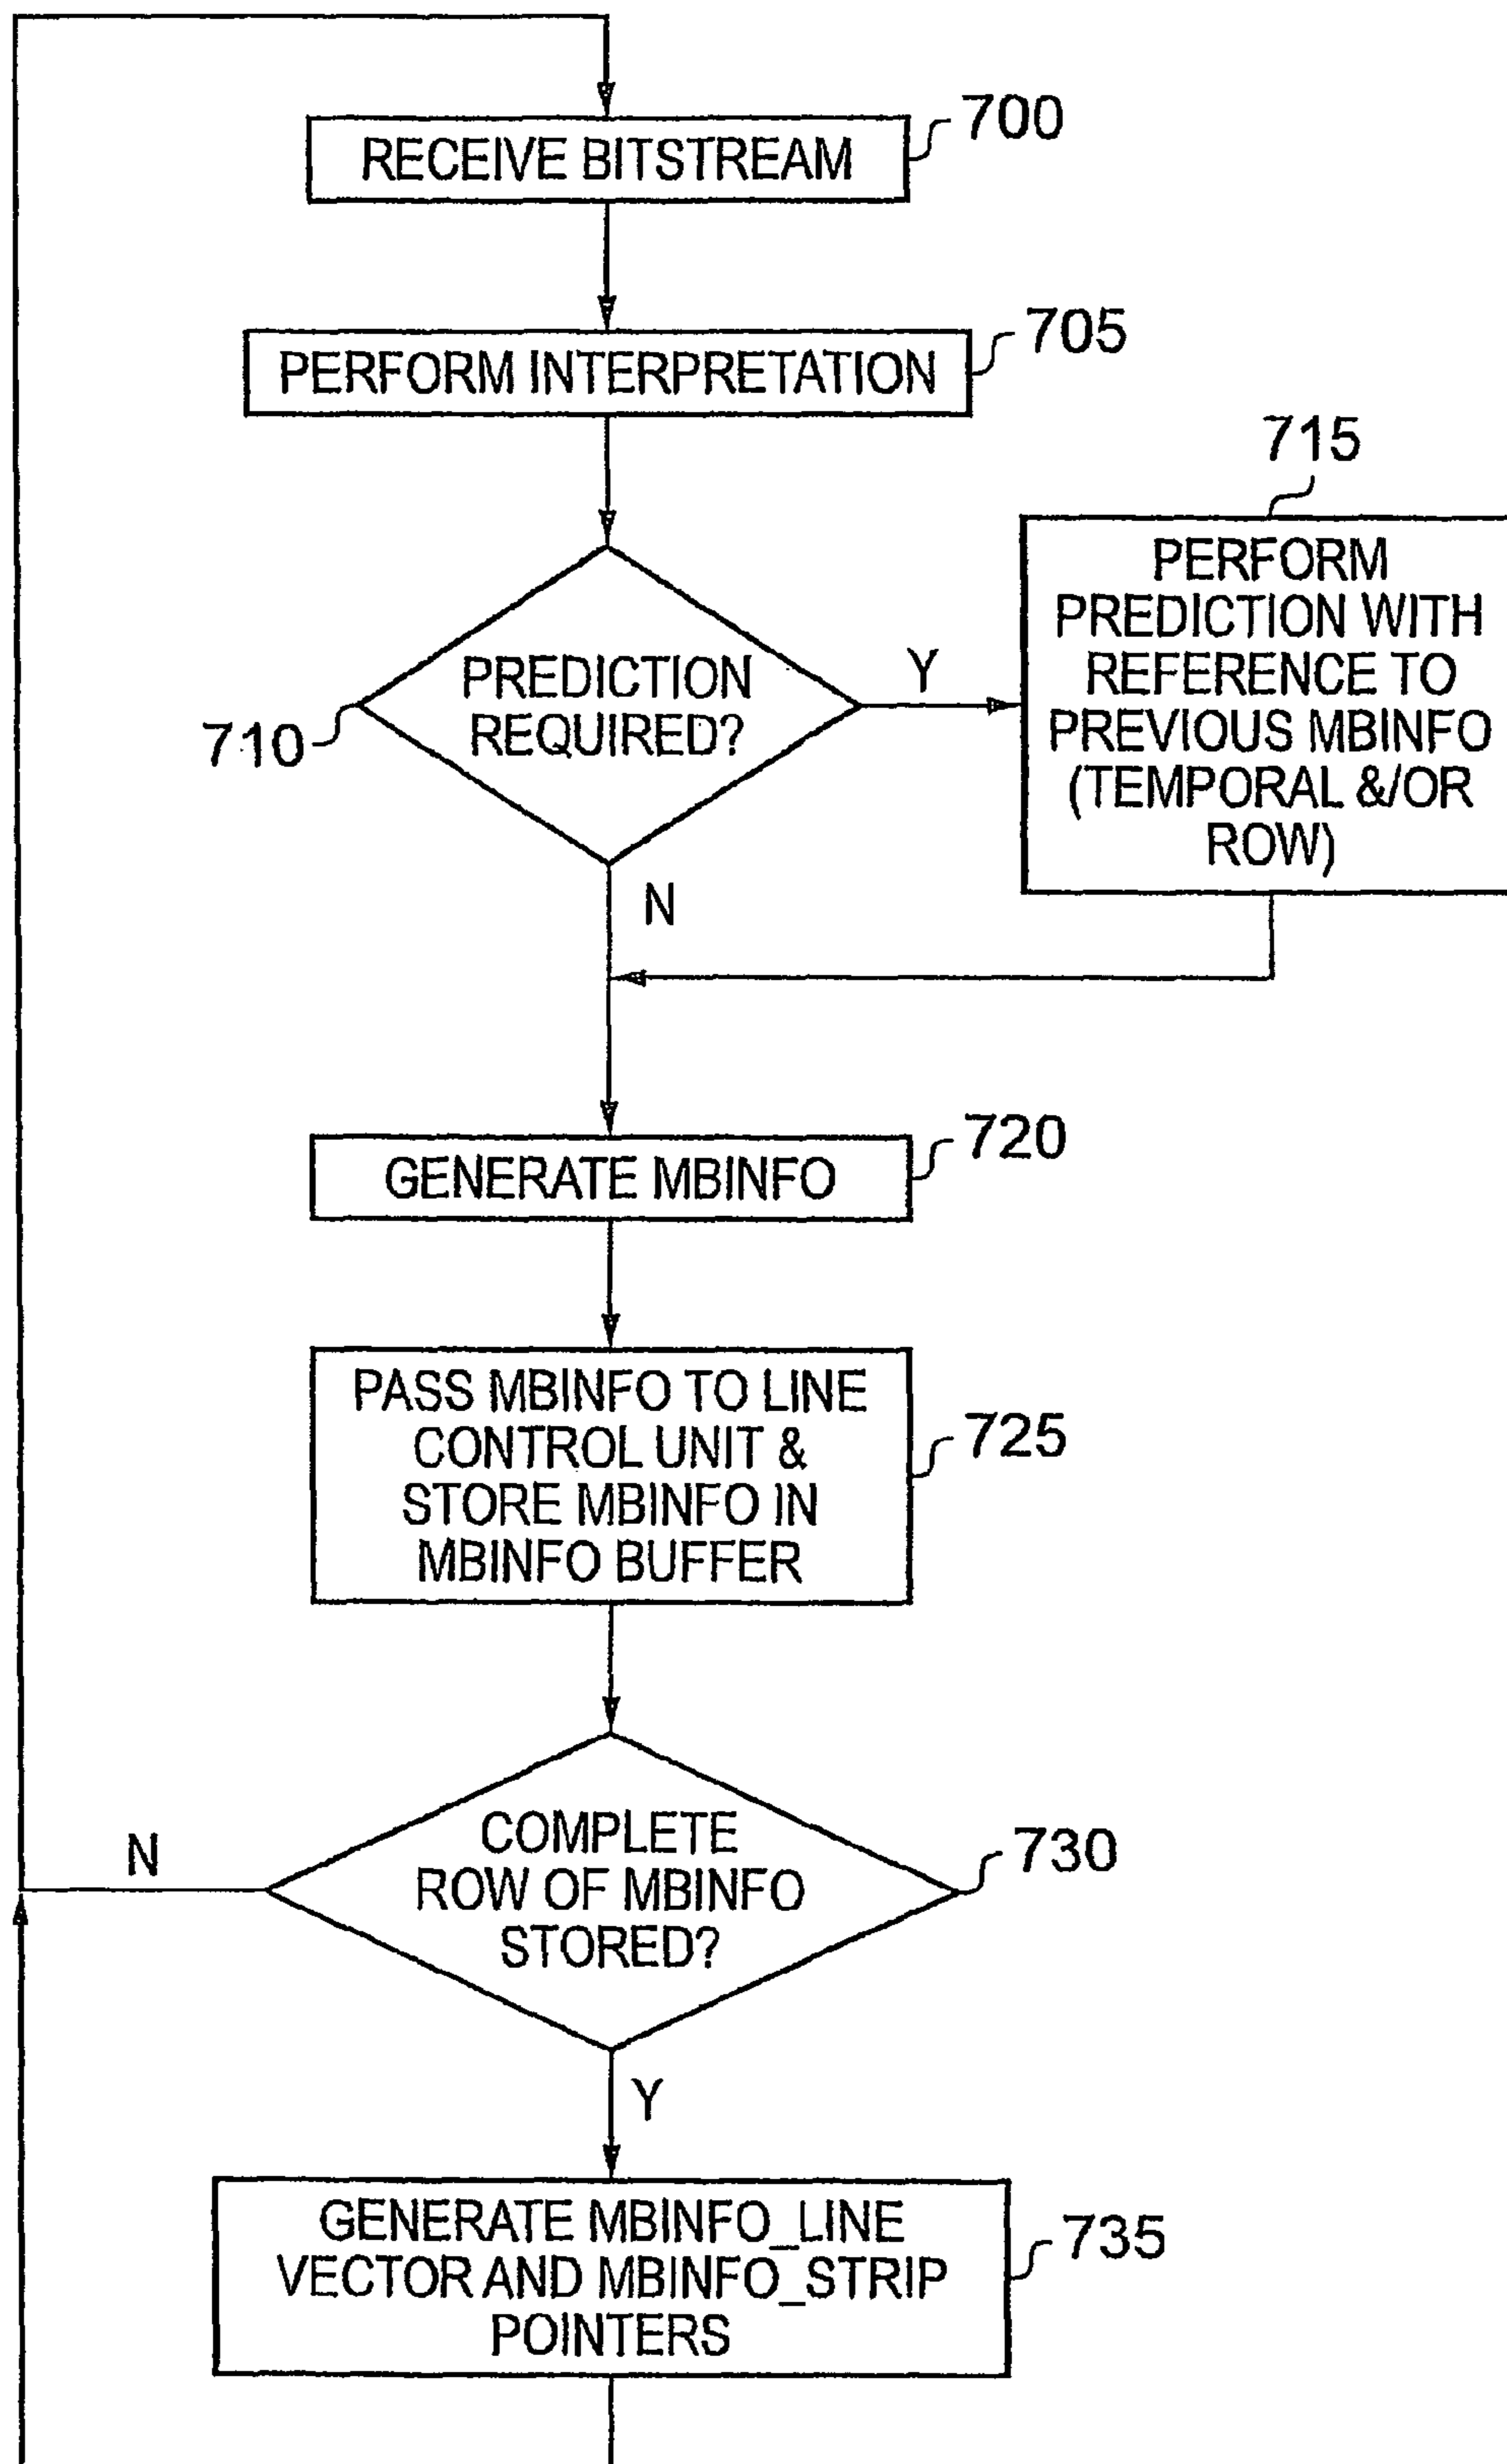 700
RECEIVE BITSTREAM
705
PERFORM INTERPRETATION
715
PERFORM
PREDICTION WITH
REFERENCE TO
PREVIOUS MBINFO
(TEMPORAL &/OR
ROW)
710
PREDICTION
REQUIRED?
Y
N
720
GENERATE MBINFO
725
PASS MBINFO TO LINE
CONTROL UNIT &
STORE MBINFO IN
MBINFO BUFFER
730
COMPLETE
ROW OF MBINFO
STORED?
N
Y
735
GENERATE MBINFO_LINE
VECTOR AND MBINFO_STRIP
POINTERS